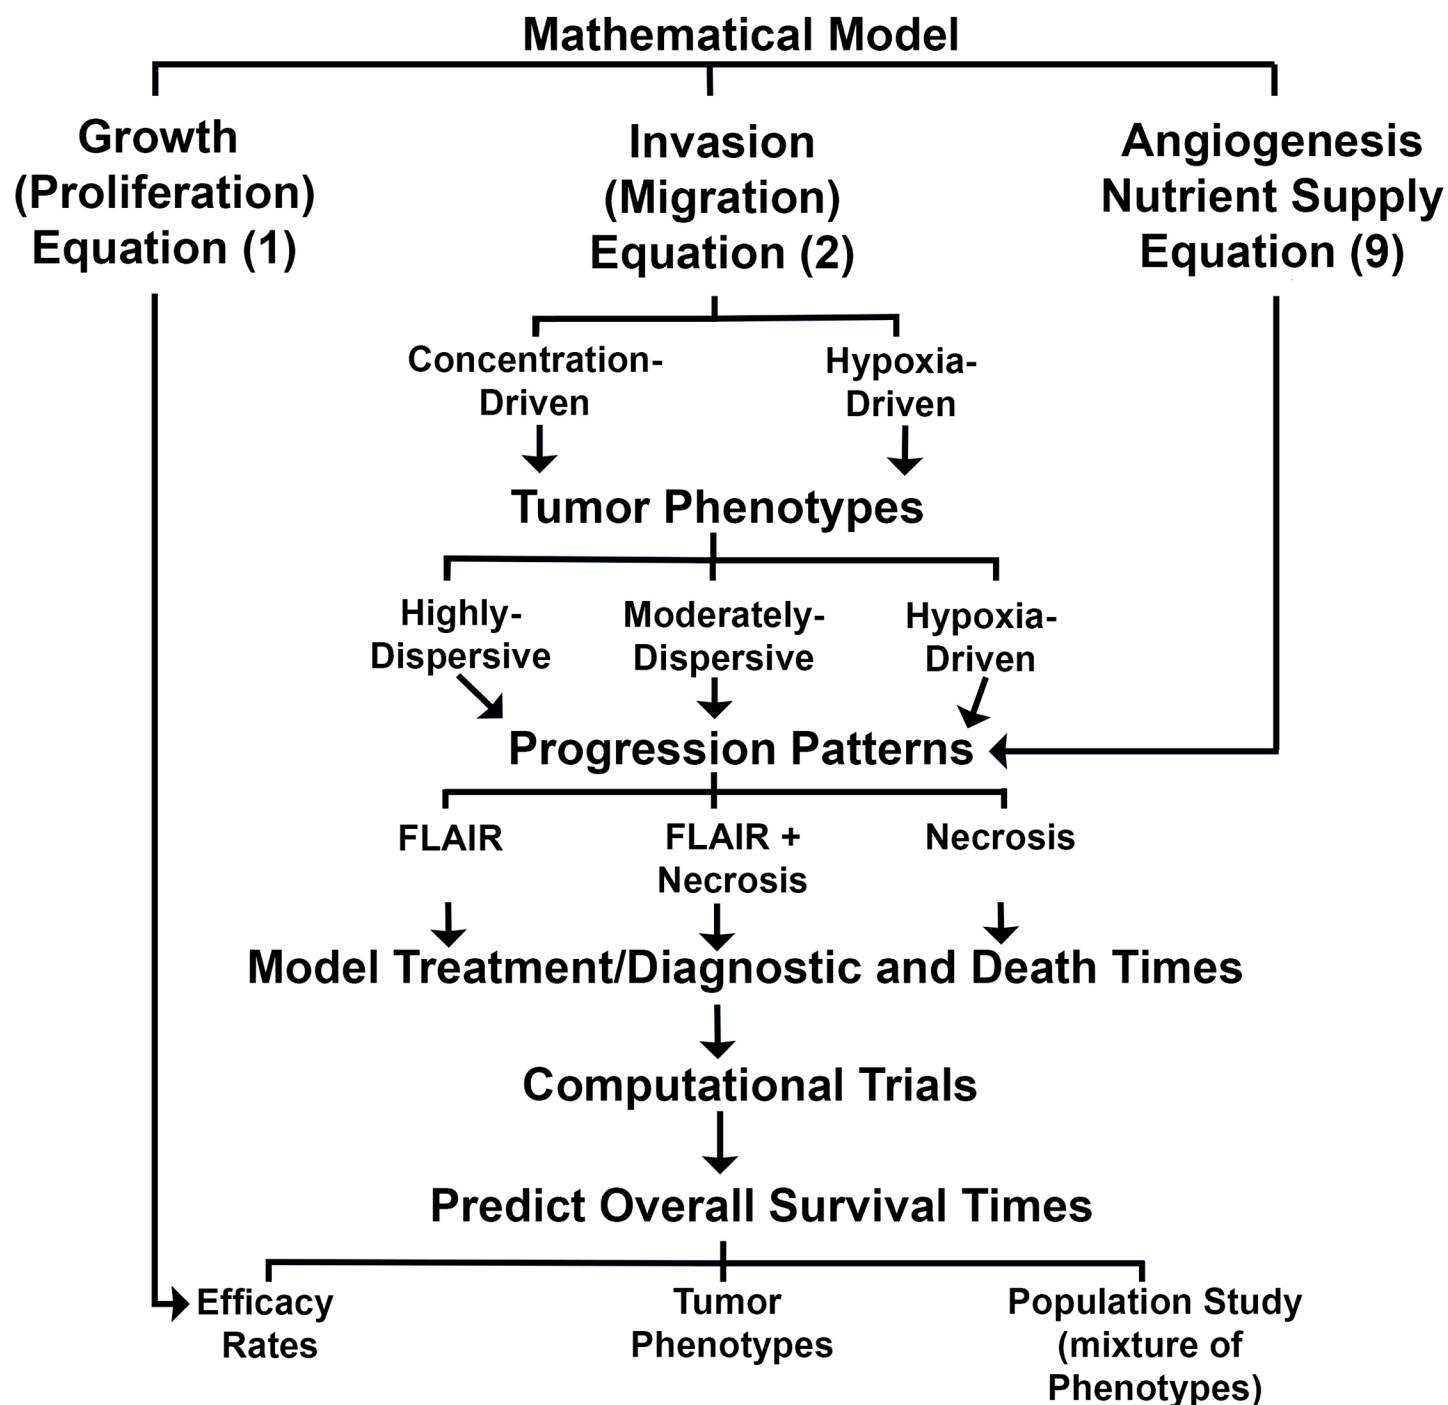 Mathematical Model
Growth
(Proliferation)
Equation (1)
Invasion
(Migration)
Equation (2)
Angiogenesis
Nutrient Supply
Equation (9)
Concentration-
Driven
Hypoxia-
Driven
Tumor Phenotypes
Highly-
Dispersive
Moderately-
Dispersive
Hypoxia-
Driven
Progression Patterns
FLAIR
FLAIR +
Necrosis
Necrosis
Model Treatment/Diagnostic and Death Times
Computational Trials
Predict Overall Survival Times
Efficacy
Rates
Tumor
Phenotypes
Population Study
(mixture of
Phenotypes)